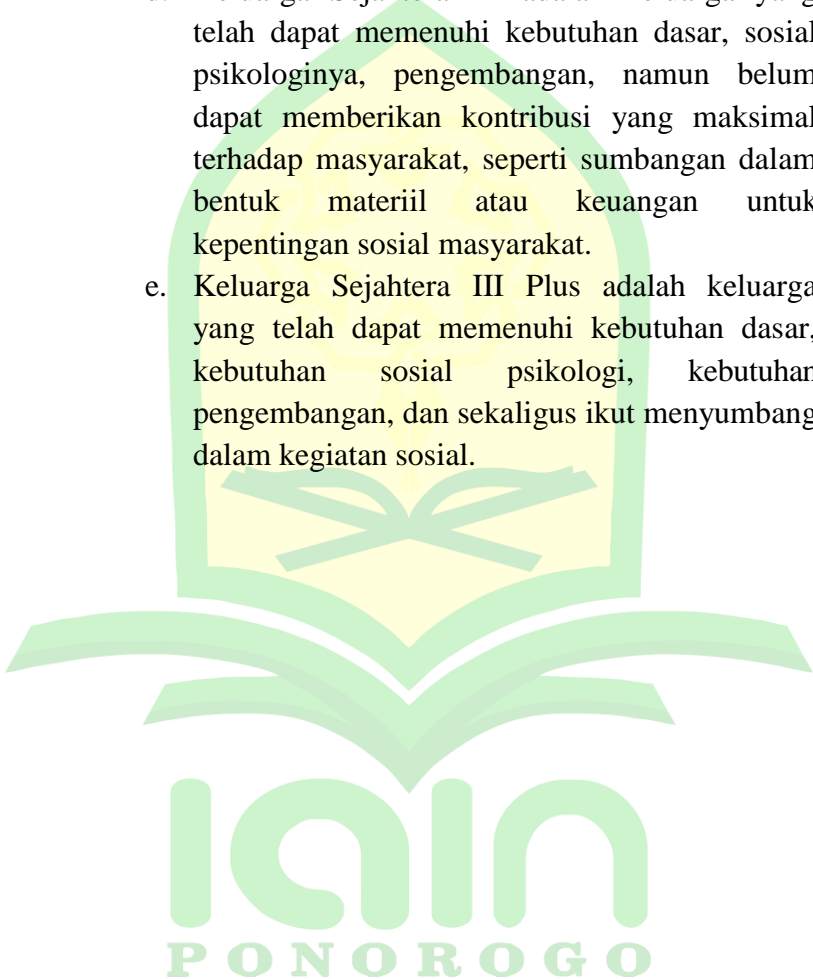 telah dapat memenuhi kebutuhan dasar, sosial
psikologinya, pengembangan, namun belum
dapat memberikan kontribusi yang maksimal
terhadap masyarakat, seperti sumbangan dalam
bentuk materiil atau keuangan untuk
kepentingan sosial masyarakat.
e. Keluarga Sejahtera III Plus adalah keluarga
yang telah dapat memenuhi kebutuhan dasar,
kebutuhan sosial psikologi, kebutuhan
pengembangan, dan sekaligus ikut menyumbang
dalam kegiatan sosial.
iain
PONOROGO